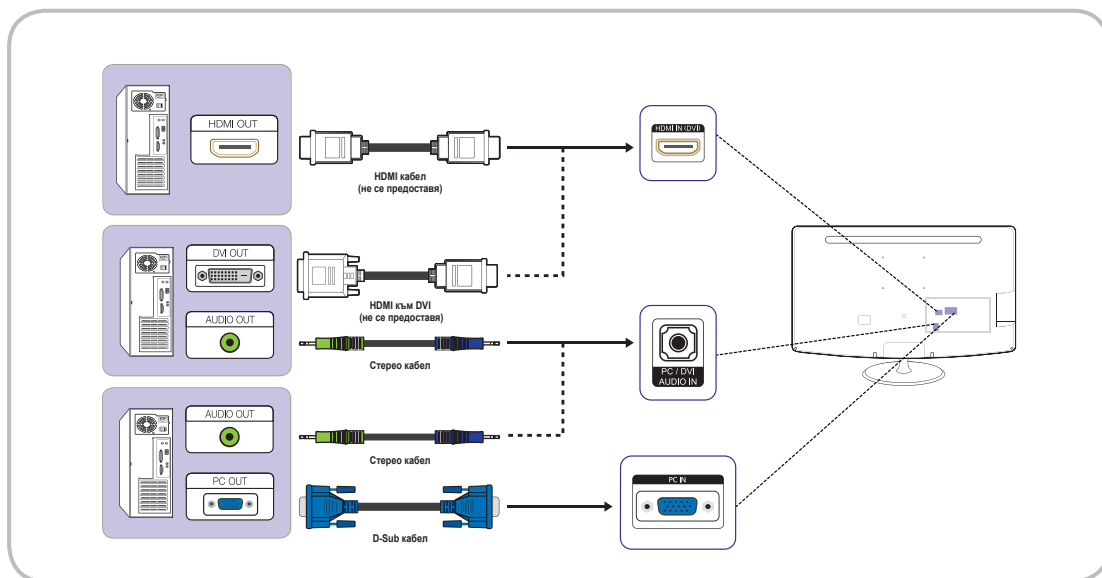 HDMI OUT
HDMI кабел
(не се предоставя)
HDMI IN (DVI)
DVI OUT
HDMI към DVI
(не се предоставя)
AUDIO OUT
Стерео кабел
PC / DVI
AUDIO IN
AUDIO OUT
Стерео кабел
PC OUT
D-Sub кабел
PC IN